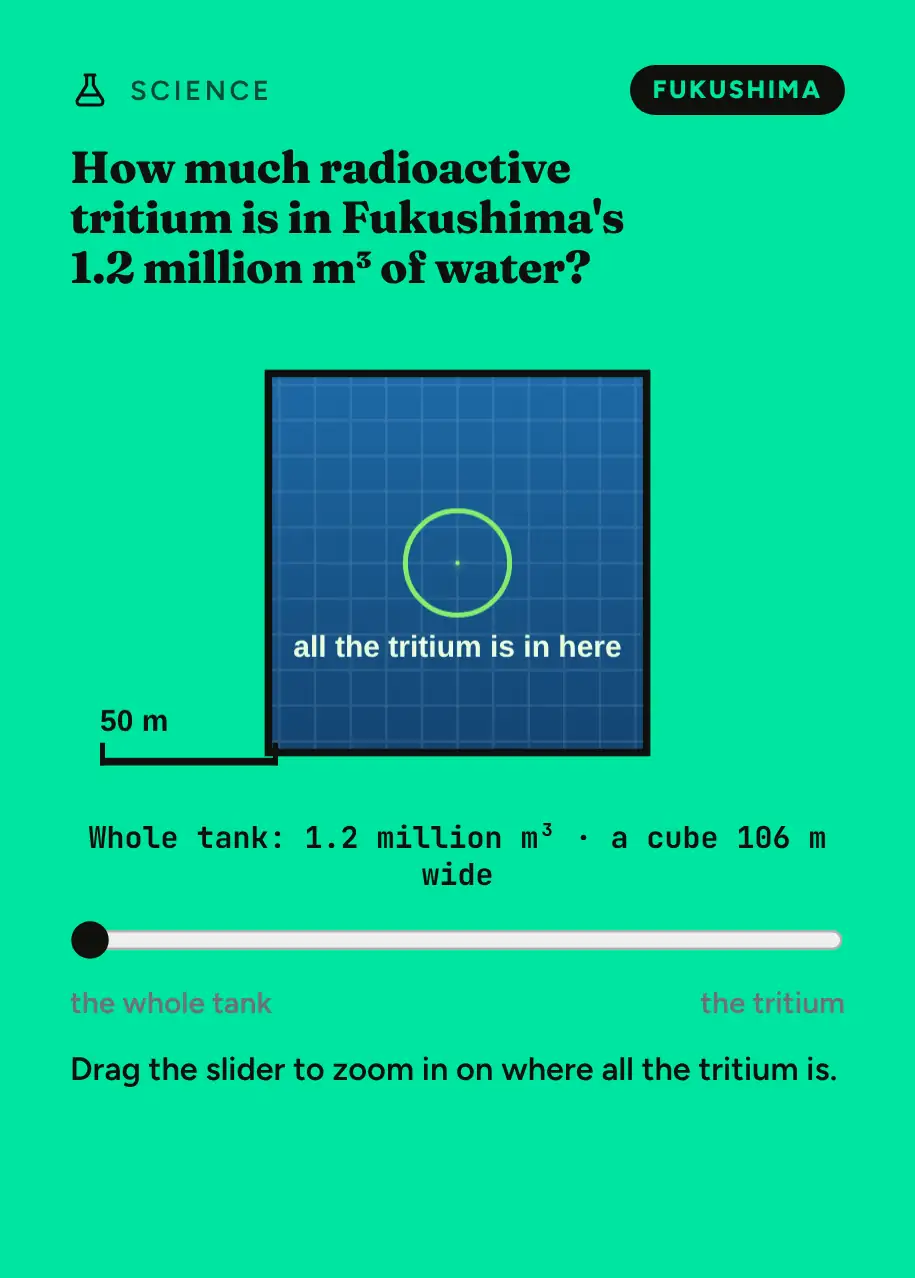 SCIENCE
FUKUSHIMA
How much radioactive
tritium is in Fukushima's
1.2 million m³ of water?
all the tritium is in here
50 m
Whole tank: 1.2 million m³ · a cube 106 m
wide
the whole tank
the tritium
Drag the slider to zoom in on where all the tritium is.